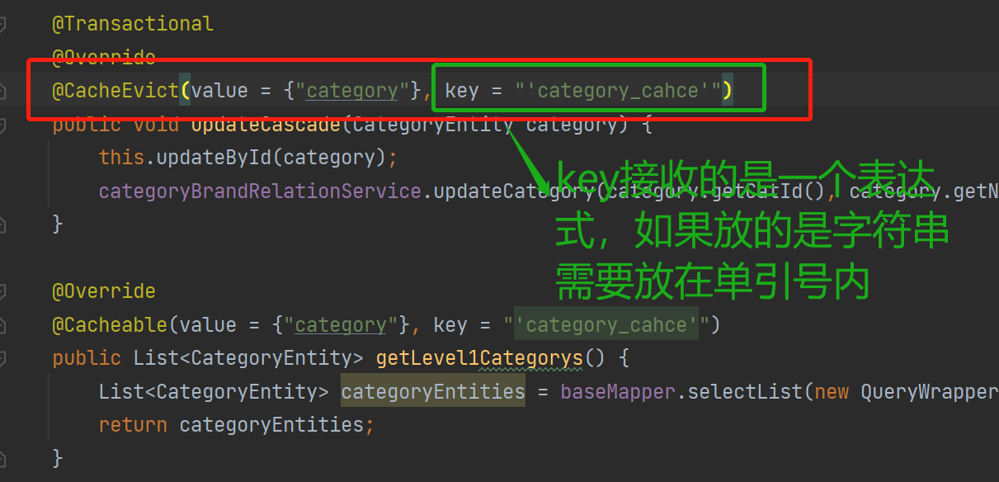 @Transactional
@Override
@CacheEvict(value = {"category"}, key = "'category_cahce'")
public void updateCascade(CategoryEntity category) {
this.updateById(category);
categoryBrandRelationService.updateCategory(category.getCatId(), category.getN
key接收的是一个表达
式，如果放的是字符串
需要放在单引号内
}
@Override
@Cacheable(value = {"category"}, key = "'category_cahce'")
public List<CategoryEntity> getLevel1Categorys() {
List<CategoryEntity> categoryEntities = baseMapper.selectList(new QueryWrapper
return categoryEntities;
}